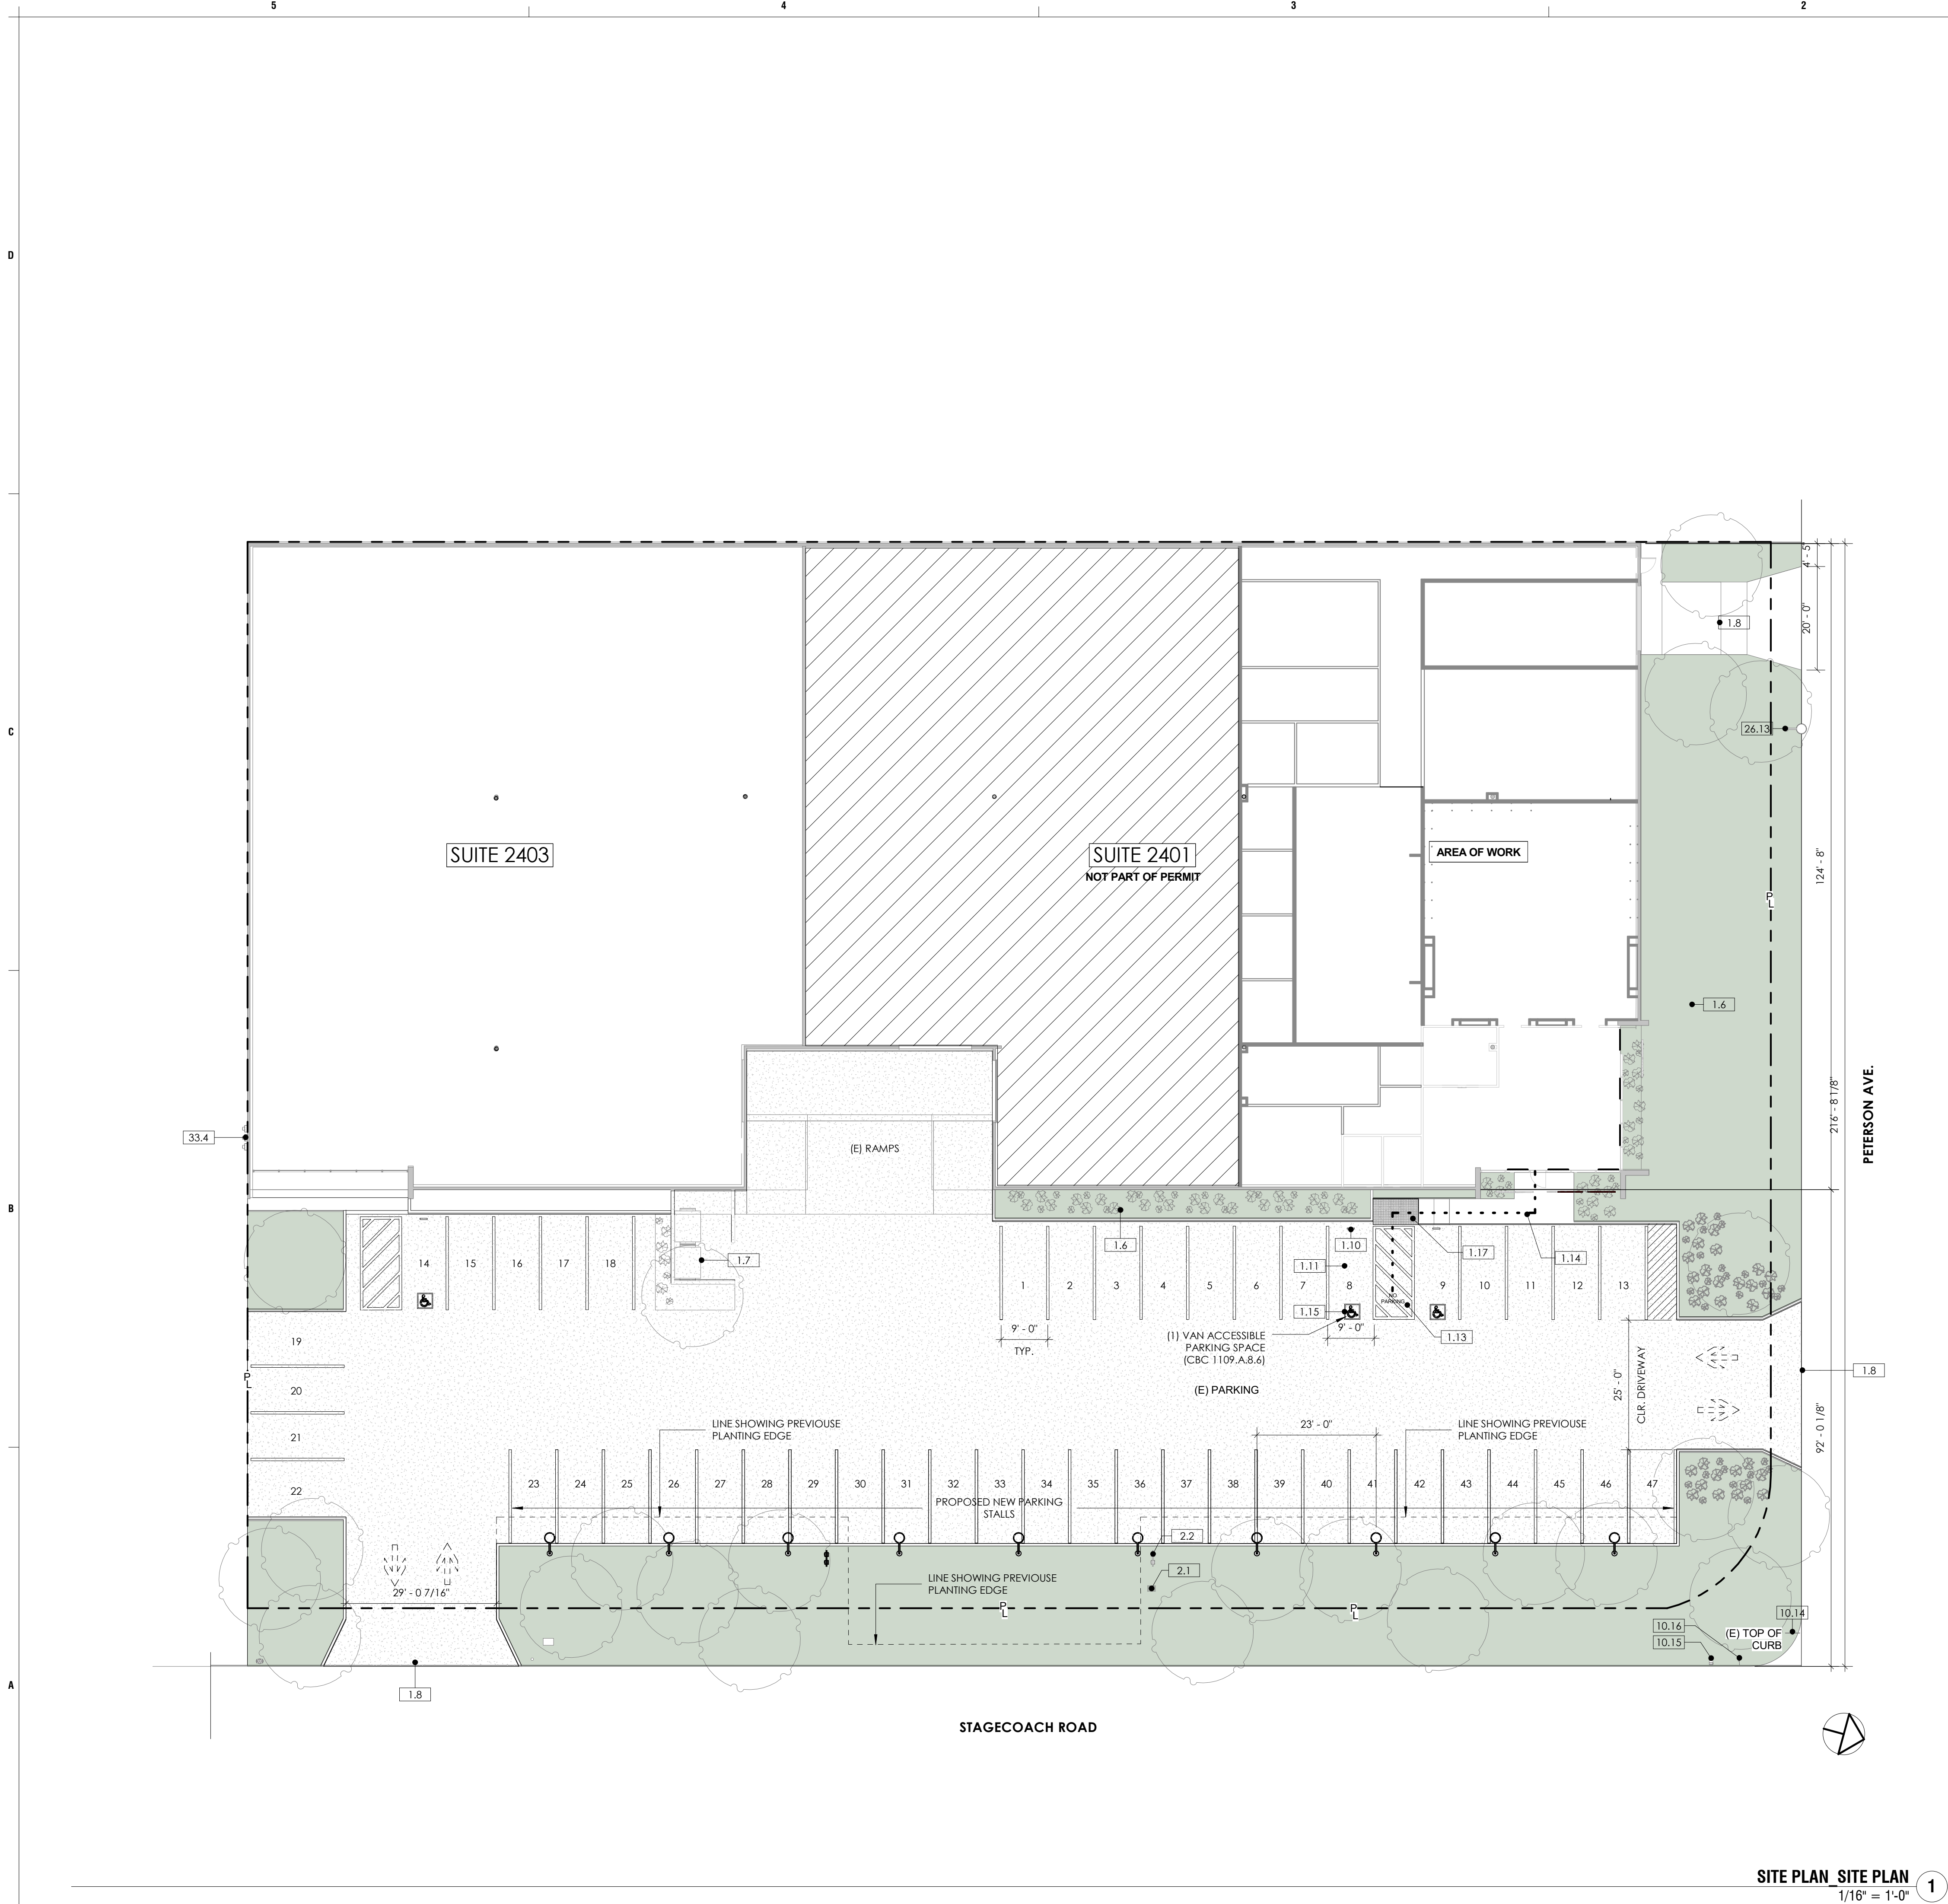 5
4
3
2
D
C
B
A
4' - 5"
20' - 0"
1.8
26.13
SUITE 2403
SUITE 2401
NOT PART OF PERMIT
AREA OF WORK
124' - 8"
PL
1.6
216' - 8 1/8"
PETERSON AVE.
33.4
(E) RAMPS
1.7
1.6
1.10
1.17
1.14
1.11
1.15
1.13
14
15
16
17
18
1
2
3
4
5
6
7
8
NO
PARKING
9
10
11
12
13
9' - 0"
TYP.
9' - 0"
(1) VAN ACCESSIBLE
PARKING SPACE
(CBC 1109.A.8.6)
(E) PARKING
25' - 0"
CLR. DRIVEWAY
1.8
92' - 0 1/8"
19
20
21
22
PL
LINE SHOWING PREVIOUSE
PLANTING EDGE
23' - 0"
LINE SHOWING PREVIOUSE
PLANTING EDGE
23
24
25
26
27
28
29
30
31
32
33
34
35
36
37
38
39
40
41
42
43
44
45
46
47
PROPOSED NEW PARKING
STALLS
2.2
2.1
LINE SHOWING PREVIOUSE
PLANTING EDGE
29' - 0 7/16"
PL
PL
10.14
10.16
10.15
(E) TOP OF
CURB
1.8
STAGECOACH ROAD
SITE PLAN_SITE PLAN
1
1/16" = 1'-0"